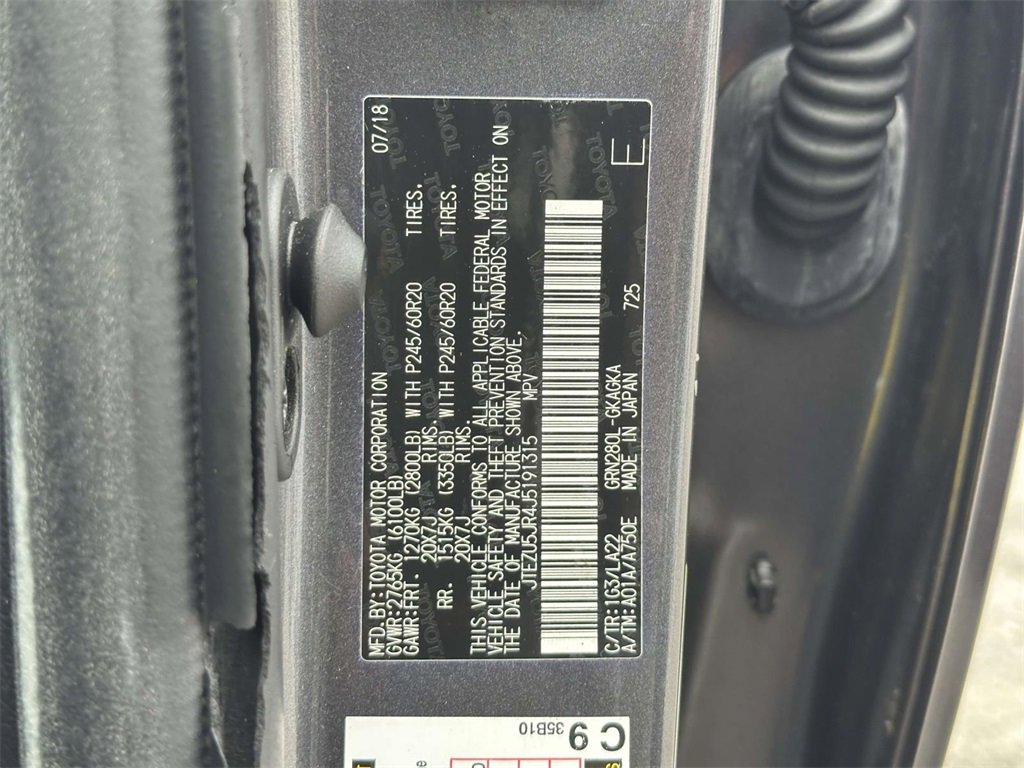 MFD.BY:TOYOTA MOTOR CORPORATION 07/18
GVWR:2765KG (6100LB)
GAWR:FRT. 1270KG (2800LB) WITH P245/60R20 TIRES.
20X7J RIMS.
RR. 1515KG (3350LB) WITH P245/60R20 TIRES.
20X7J RIMS.
THIS VEHICLE CONFORMS TO ALL APPLICABLE FEDERAL MOTOR
VEHICLE SAFETY AND THEFT PREVENTION STANDARDS IN EFFECT ON
THE DATE OF MANUFACTURE SHOWN ABOVE.
JTEZU5JR4J5191315 MPV
C/TR:1G3/LA22 GRN280L-GKAGKA
A/TM:A01A/A750E MADE IN JAPAN 725
E
C 9
35B10